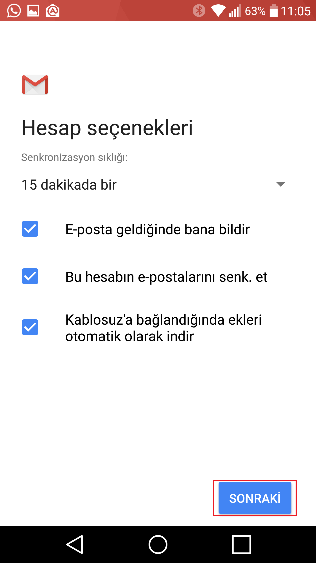 63% 11:05
Hesap seçenekleri
Senkronizasyon sıklığı:
15 dakikada bir
E-posta geldiğinde bana bildir
Bu hesabın e-postalarını senk. et
Kablosuz'a bağlandığında ekleri
otomatik olarak indir
SONRAKİ